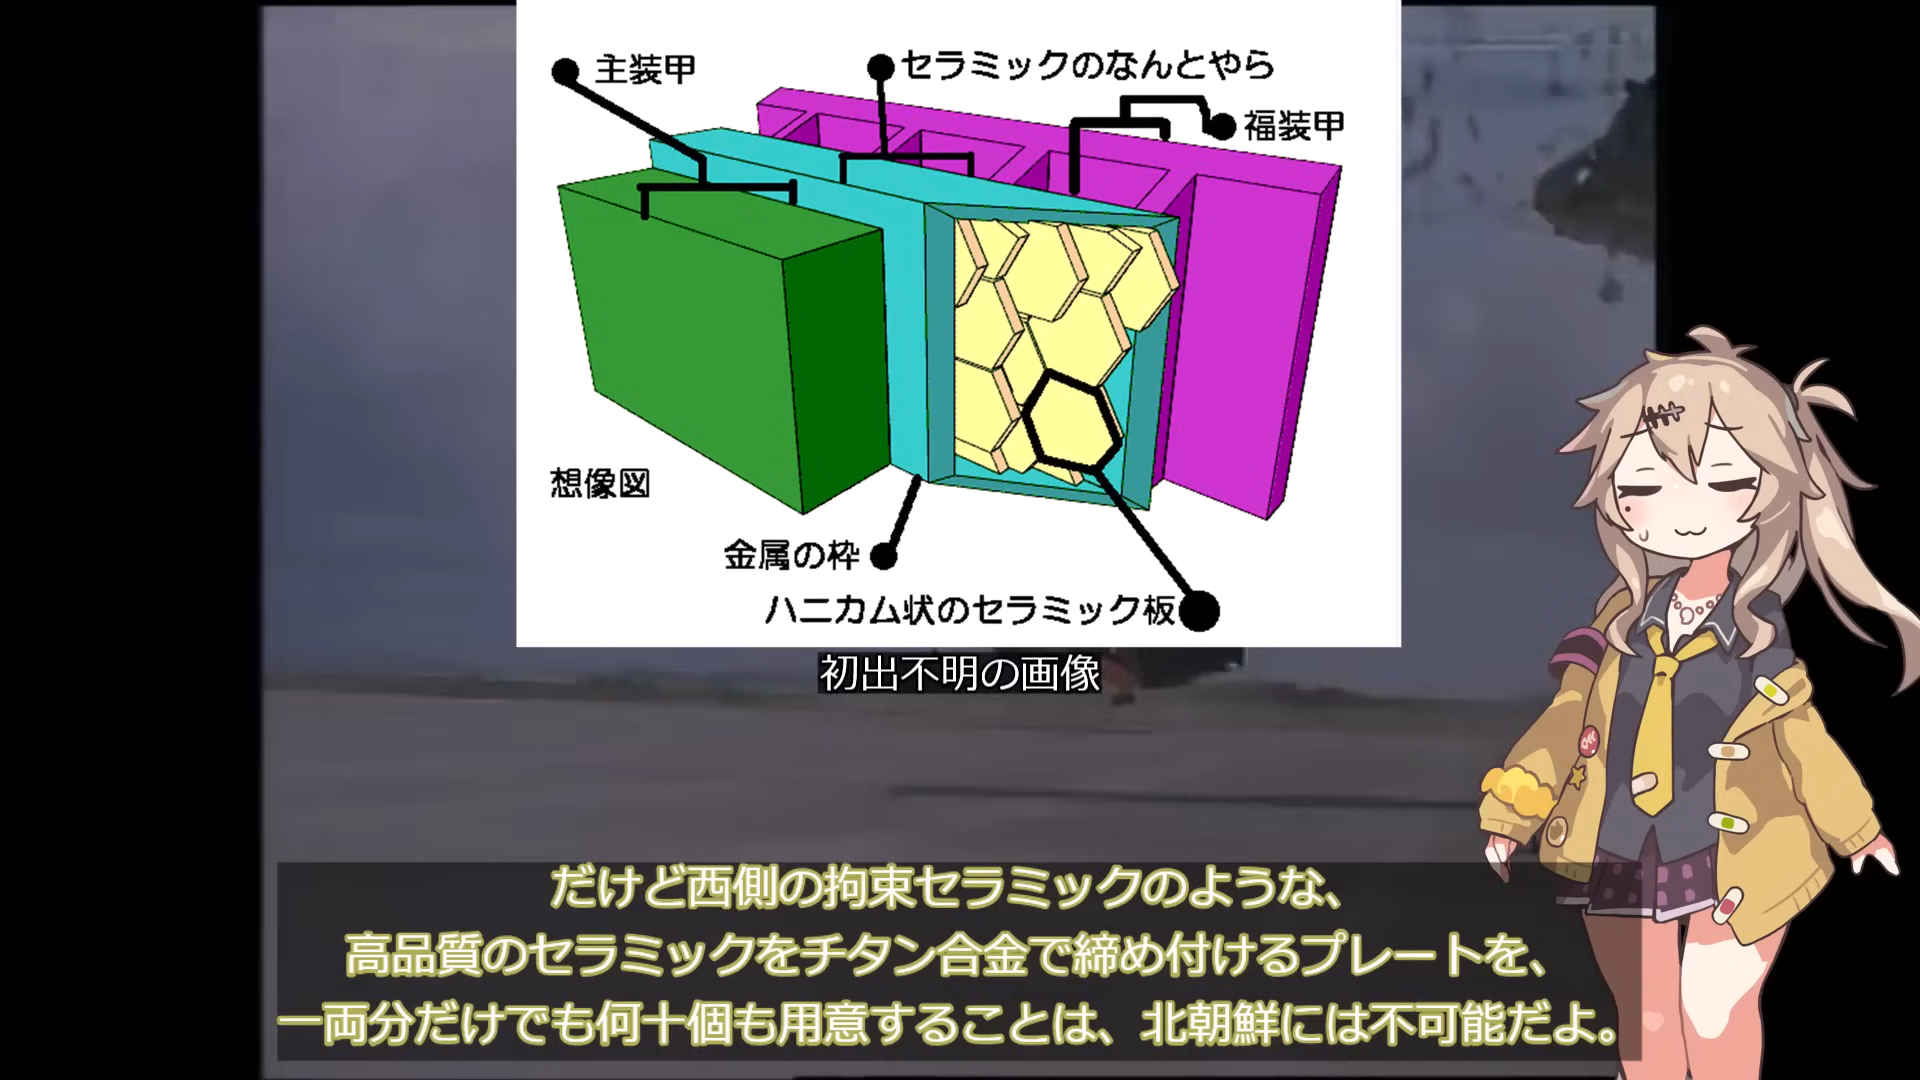 主装甲
セラミックのなんとやら
福装甲
想像図
金属の枠
ハニカム状のセラミック板
初出不明の画像
だけど西側の拘束セラミックのような、
高品質のセラミックをチタン合金で締め付けるプレートを、
一両分だけでも何十個も用意することは、北朝鮮には不可能だよ。